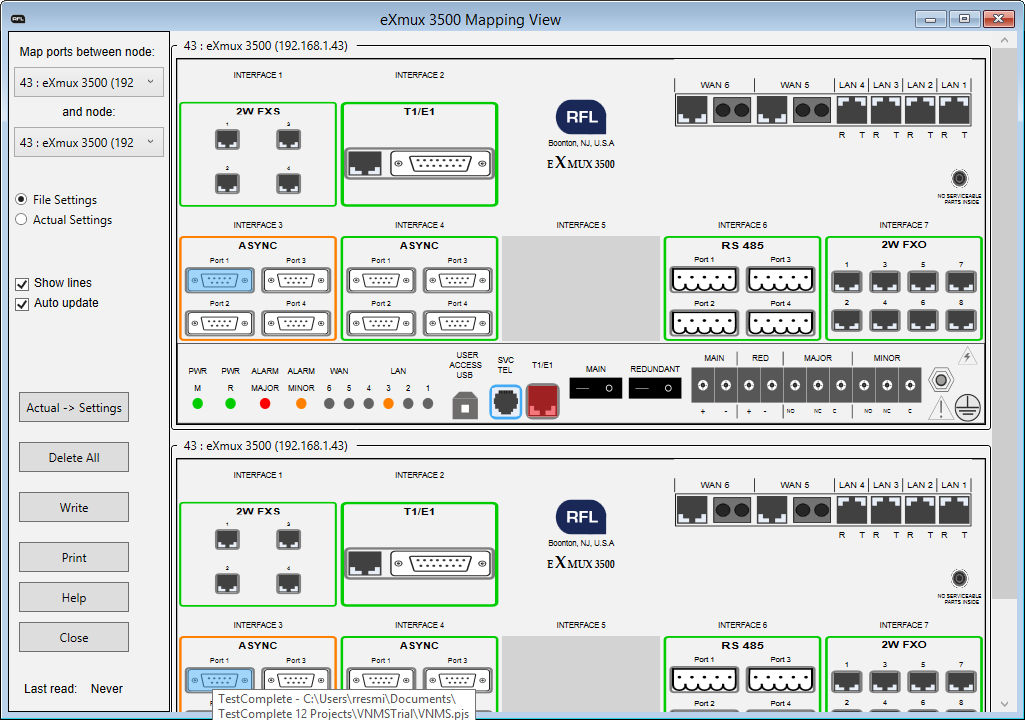 RFL
eXmux 3500 Mapping View
Map ports between node:
43 : eXmux 3500 (192
and node:
43 : eXmux 3500 (192
File Settings
Actual Settings
Show lines
Auto update
Actual -> Settings
Delete All
Write
Print
Help
Close
Last read: Never
43 : eXmux 3500 (192.168.1.43)
INTERFACE 1 INTERFACE 2
WAN 6 WAN 5 LAN 4 LAN 3 LAN 2 LAN 1
2W FXS T1/E1
1 3
2 4
RFL
Boonton, NJ, U.S.A
eXmux 3500
R T R T R T R T
NO SERVICEABLE
PARTS INSIDE
INTERFACE 3 INTERFACE 4 INTERFACE 5 INTERFACE 6 INTERFACE 7
ASYNC ASYNC RS 485 2W FXO
Port 1 Port 3 Port 1 Port 3 Port 1 Port 3 1 3 5 7
Port 2 Port 4 Port 2 Port 4 Port 2 Port 4 2 4 6 8
PWR PWR ALARM ALARM WAN LAN
M R MAJOR MINOR 6 5 4 3 2 1
USER
ACCESS
USB
SVC
TEL
T1/E1
MAIN REDUNDANT
MAIN RED MAJOR MINOR
+ - + - NO NC C NO NC C
43 : eXmux 3500 (192.168.1.43)
INTERFACE 1 INTERFACE 2
WAN 6 WAN 5 LAN 4 LAN 3 LAN 2 LAN 1
2W FXS T1/E1
1 3
2 4
RFL
Boonton, NJ, U.S.A
eXmux 3500
R T R T R T R T
NO SERVICEABLE
PARTS INSIDE
INTERFACE 3 INTERFACE 4 INTERFACE 5 INTERFACE 6 INTERFACE 7
ASYNC ASYNC RS 485 2W FXO
Port 1 Port 3 Port 1 Port 3 Port 1 Port 3 1 3 5 7
Port 2 Port 4 2 4 6 8
TestComplete - C:\Users\rresmi\Documents\
TestComplete 12 Projects\VNMSTrial\VNMS.pjs